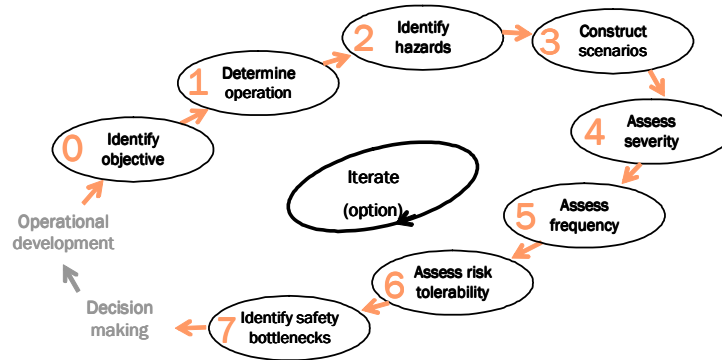 0
Identify
objective
1
Determine
operation
2
Identify
hazards
3
Construct
scenarios
4
Assess
severity
5
Assess
frequency
6
Assess risk
tolerability
7
Identify safety
bottlenecks
Decision
making
Operational
development
Iterate
(option)